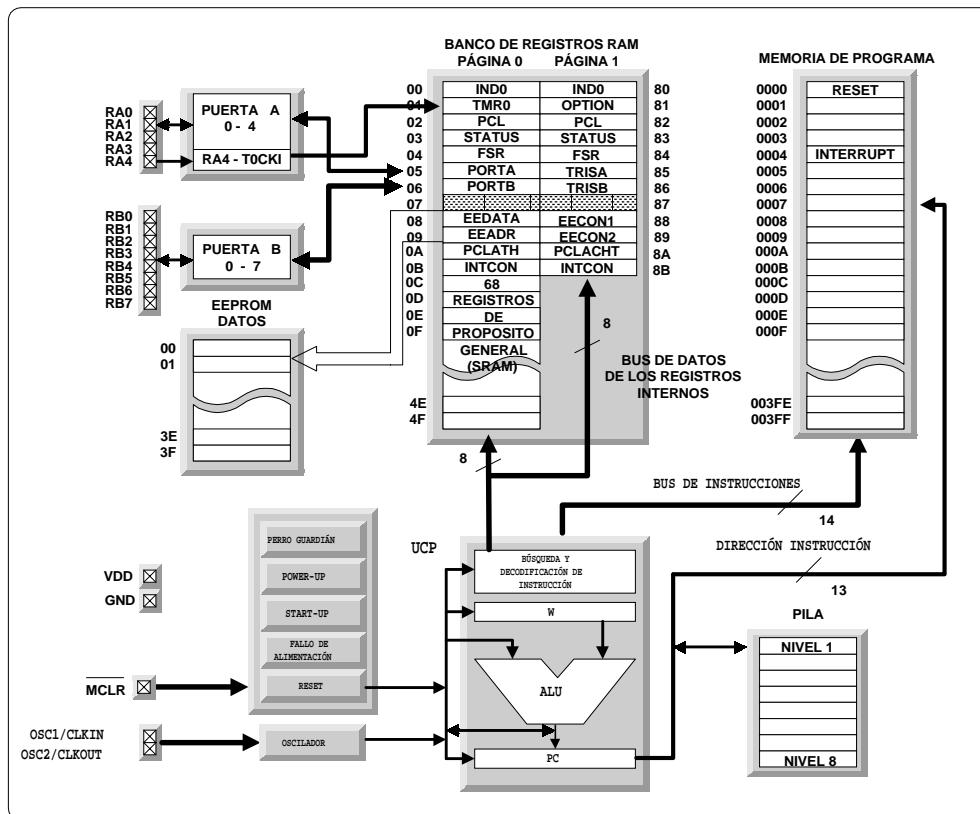 BANCO DE REGISTROS RAM
PÁGINA 0 PÁGINA 1
MEMORIA DE PROGRAMA
RA0
RA1
RA2
RA3
RA4
PUERTA A
0 - 4
RA4 - T0CKI
RB0
RB1
RB2
RB3
RB4
RB5
RB6
RB7
PUERTA B
0 - 7
00 IND0 IND0 80
01 TMR0 OPTION 81
02 PCL PCL 82
03 STATUS STATUS 83
04 FSR FSR 84
05 PORTA TRISA 85
06 PORTB TRISB 86
07 87
08 EEDATA EECON1 88
09 EEADR EECON2 89
0A PCLATH PCLACHT 8A
0B INTCON INTCON 8B
0C 68
0D REGISTROS
0E DE
0F PROPOSITO
GENERAL
(SRAM)
4E
4F
0000 RESET
0001
0002
0003
0004 INTERRUPT
0005
0006
0007
0008
0009
000A
000B
000C
000D
000E
000F
003FE
003FF
EEPROM
DATOS
00
01
3E
3F
8
BUS DE DATOS
DE LOS REGISTROS
INTERNOS
8
BUS DE INSTRUCCIONES
14
DIRECCIÓN INSTRUCCIÓN
13
VDD
GND
MCLR
OSC1/CLKIN
OSC2/CLKOUT
PERRO GUARDIÁN
POWER-UP
START-UP
FALLO DE
ALIMENTACIÓN
RESET
OSCILADOR
UCP
BÚSQUEDA Y
DECODIFICACIÓN DE
INSTRUCCIÓN
W
ALU
PC
PILA
NIVEL 1
NIVEL 8